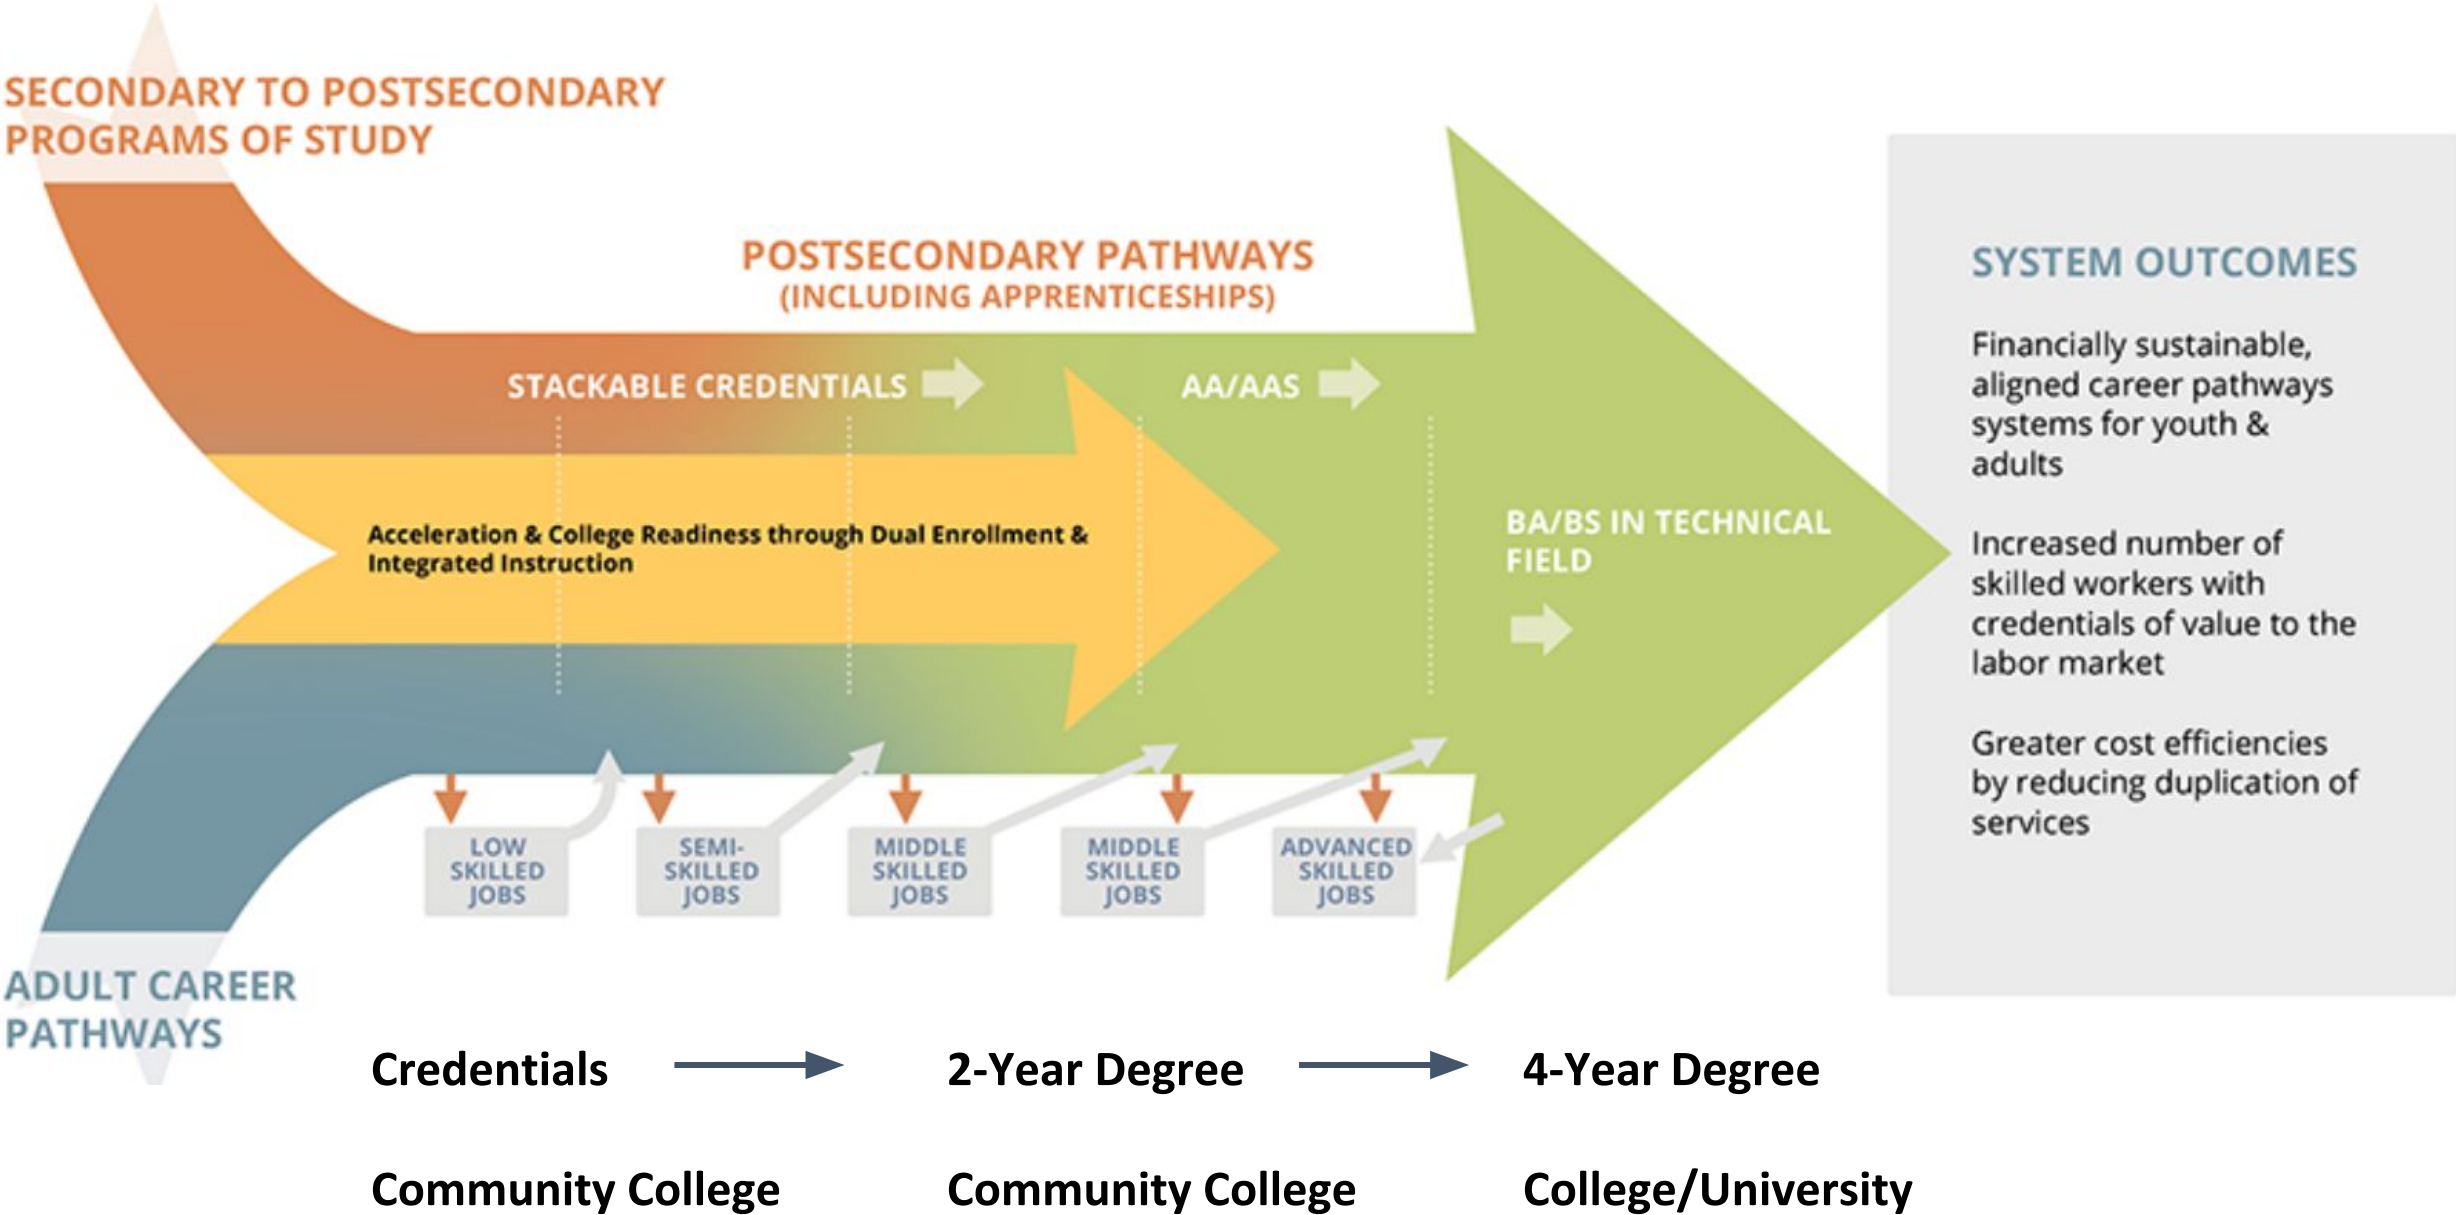 SECONDARY TO POSTSECONDARY
PROGRAMS OF STUDY
POSTSECONDARY PATHWAYS
(INCLUDING APPRENTICESHIPS)
STACKABLE CREDENTIALS
AA/AAS
Acceleration & College Readiness through Dual Enrollment &
Integrated Instruction
BA/BS IN TECHNICAL
FIELD
LOW
SKILLED
JOBS
SEMI-
SKILLED
JOBS
MIDDLE
SKILLED
JOBS
MIDDLE
SKILLED
JOBS
ADVANCED
SKILLED
JOBS
ADULT CAREER
PATHWAYS
SYSTEM OUTCOMES
Financially sustainable,
aligned career pathways
systems for youth &
adults
Increased number of
skilled workers with
credentials of value to the
labor market
Greater cost efficiencies
by reducing duplication of
services
Credentials
2-Year Degree
4-Year Degree
Community College
Community College
College/University